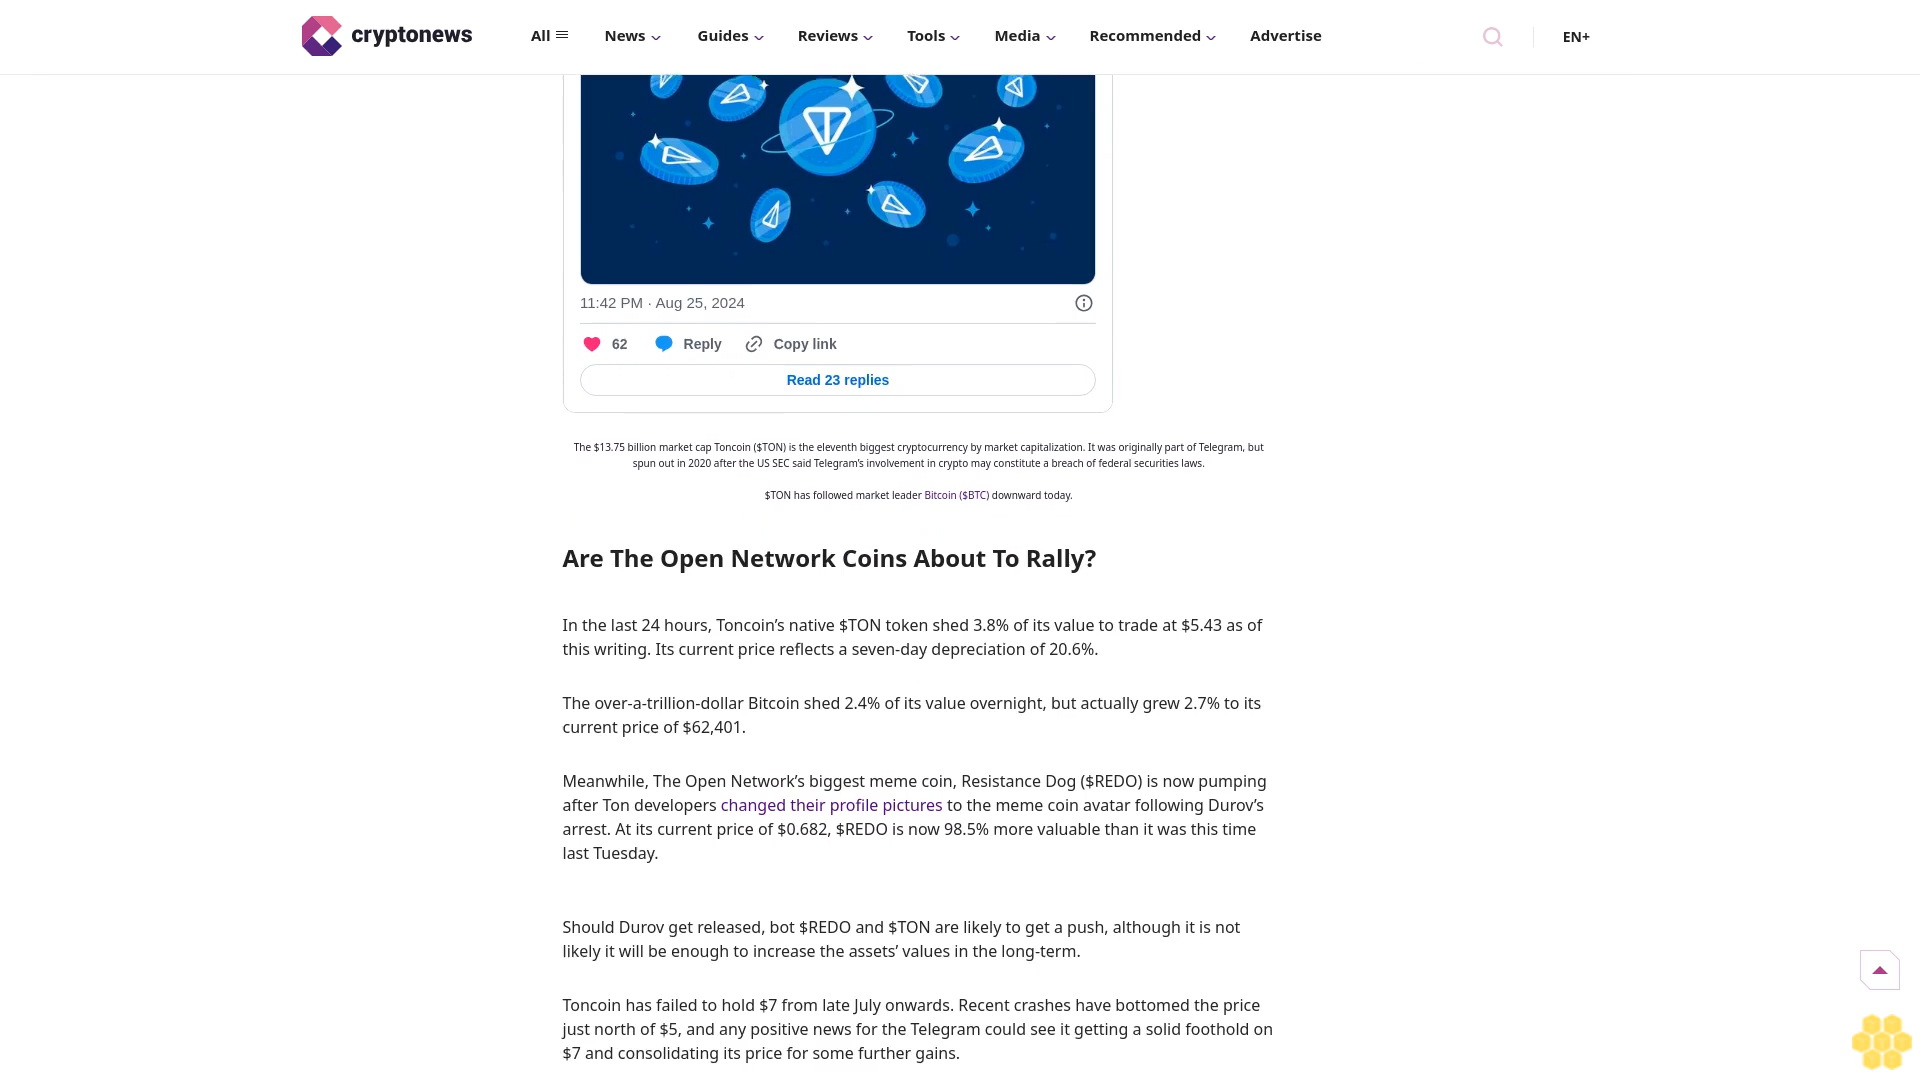 cryptonews
All
News
Guides
Reviews
Tools
Media
Recommended
Advertise
EN+
11:42 PM · Aug 25, 2024
62
Reply
Copy link
Read 23 replies
The $13.75 billion market cap Toncoin ($TON) is the eleventh biggest cryptocurrency by market capitalization. It was originally part of Telegram, but
spun out in 2020 after the US SEC said Telegram’s involvement in crypto may constitute a breach of federal securities laws.
$TON has followed market leader Bitcoin ($BTC) downward today.
Are The Open Network Coins About To Rally?
In the last 24 hours, Toncoin’s native $TON token shed 3.8% of its value to trade at $5.43 as of
this writing. Its current price reflects a seven-day depreciation of 20.6%.
The over-a-trillion-dollar Bitcoin shed 2.4% of its value overnight, but actually grew 2.7% to its
current price of $62,401.
Meanwhile, The Open Network’s biggest meme coin, Resistance Dog ($REDO) is now pumping
after Ton developers changed their profile pictures to the meme coin avatar following Durov’s
arrest. At its current price of $0.682, $REDO is now 98.5% more valuable than it was this time
last Tuesday.
Should Durov get released, bot $REDO and $TON are likely to get a push, although it is not
likely it will be enough to increase the assets’ values in the long-term.
Toncoin has failed to hold $7 from late July onwards. Recent crashes have bottomed the price
just north of $5, and any positive news for the Telegram could see it getting a solid foothold on
$7 and consolidating its price for some further gains.